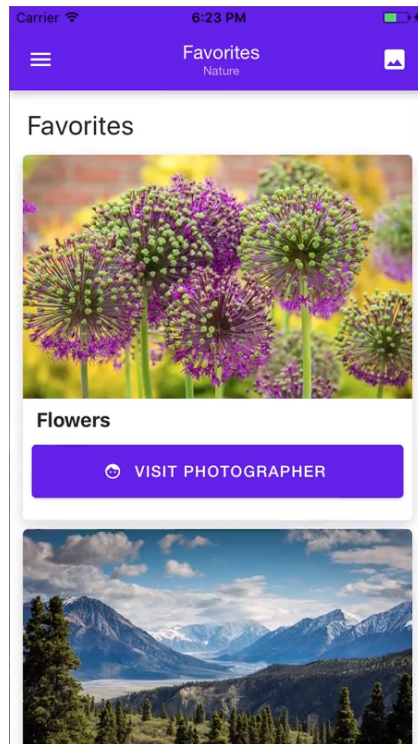 Carrier 6:23 PM
Favorites
Nature
Favorites
Flowers
VISIT PHOTOGRAPHER